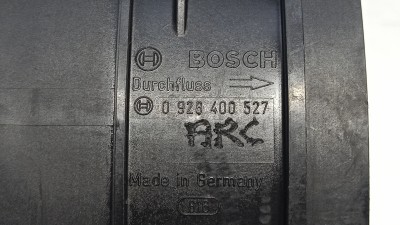 BOSCH
Durchfluss
0 928 400 527
ARC
Made in Germany